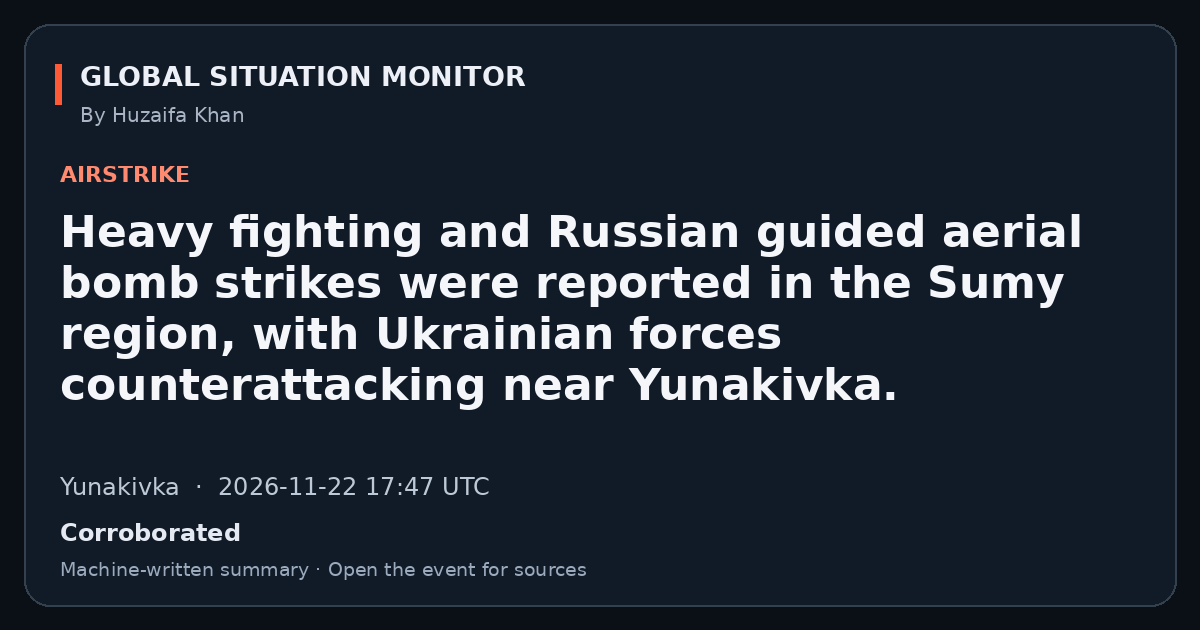 GLOBAL SITUATION MONITOR
By Huzaifa Khan
AIRSTRIKE
Heavy fighting and Russian guided aerial
bomb strikes were reported in the Sumy
region, with Ukrainian forces
counterattacking near Yunakivka.
Yunakivka · 2026-11-22 17:47 UTC
Corroborated
Machine-written summary · Open the event for sources